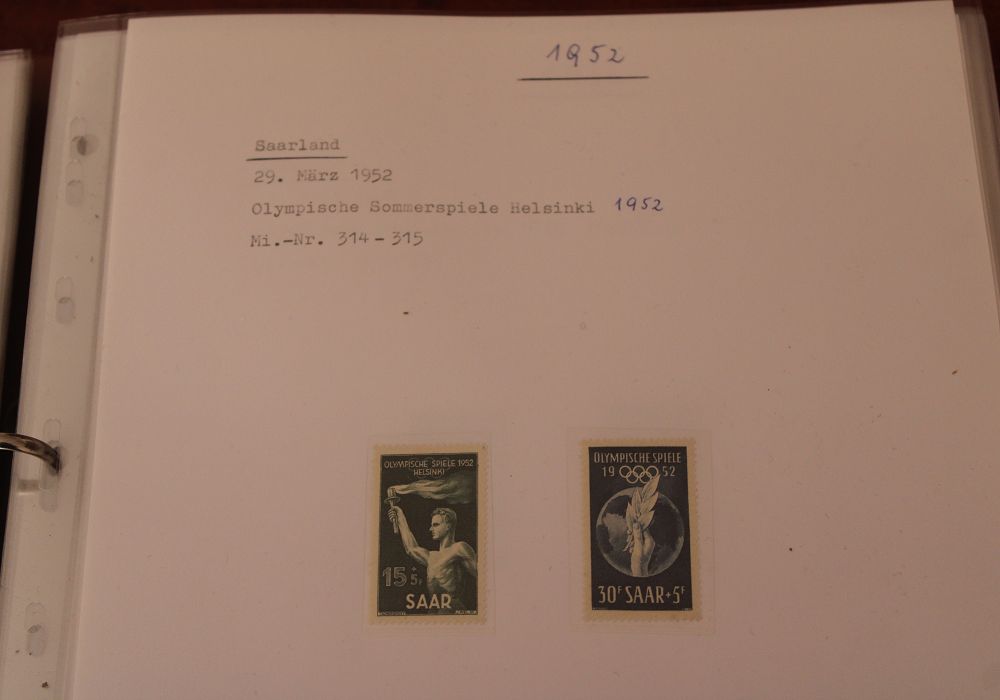 1952
Saarland
29. März 1952
Olympische Sommerspiele Helsinki 1952
Mi.-Nr. 314-315
OLYMPISCHE SPIELE 1952
HELSINKI
15 + 5F
SAAR
OLYMPISCHE SPIELE
19 52
30F SAAR+5F